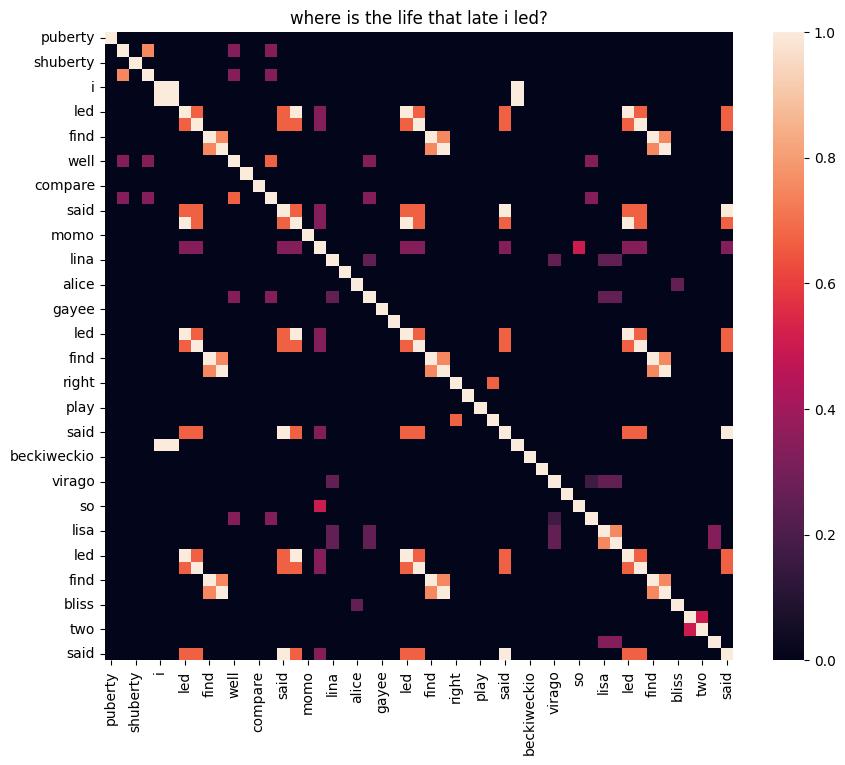 where is the life that late i led?
puberty
shuberty
i
led
find
well
compare
said
momo
lina
alice
gayee
led
find
right
play
said
beckiweckio
virago
so
lisa
led
find
bliss
two
said
1.0
0.8
0.6
0.4
0.2
0.0
puberty
shuberty
i
led
find
well
compare
said
momo
lina
alice
gayee
led
find
right
play
said
beckiweckio
virago
so
lisa
led
find
bliss
two
said